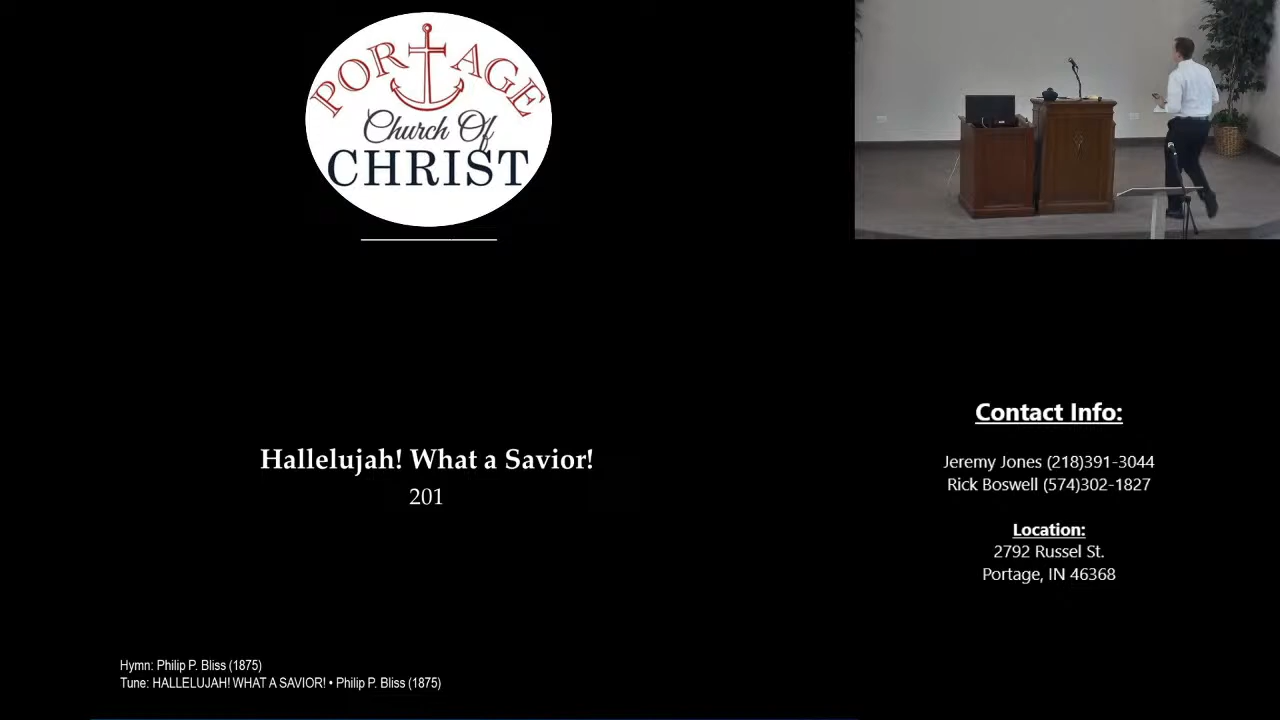 PORTAGE
Church Of
CHRIST
Hallelujah! What a Savior!
201
Contact Info:
Jeremy Jones (218)391-3044
Rick Boswell (574)302-1827
Location:
2792 Russel St.
Portage, IN 46368
Hymn: Philip P. Bliss (1875)
Tune: HALLELUJAH! WHAT A SAVIOR! • Philip P. Bliss (1875)